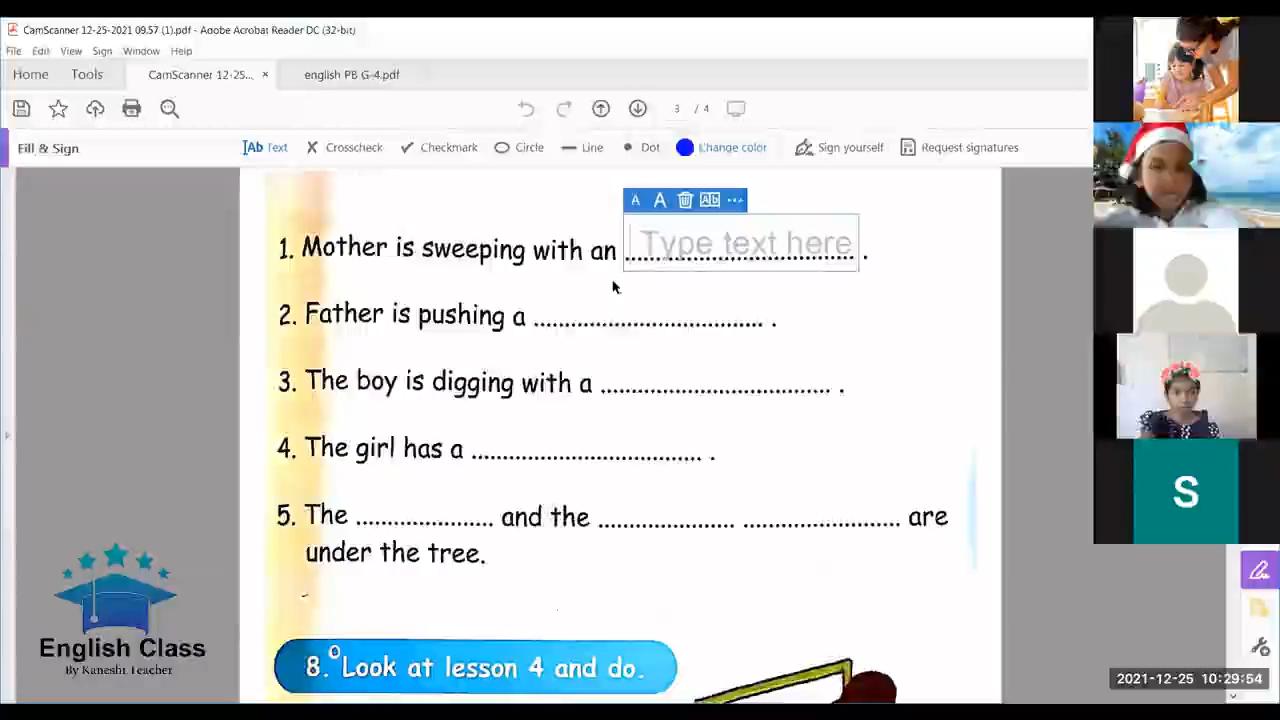 CamScanner 12-25-2021 09.57 (1).pdf - Adobe Acrobat Reader DC (32-bit)
File Edit View Sign Window Help
Home Tools CamScanner 12-25... × english PB G-4.pdf
3 / 4
Fill & Sign Ab Text Crosscheck Checkmark Circle Line Dot Change color Sign yourself Request signatures
A A Ab ...
1. Mother is sweeping with an Type text here .
2. Father is pushing a ...................................... .
3. The boy is digging with a ...................................... .
4. The girl has a ...................................... .
5. The ....................... and the ....................... .......................... are
under the tree.
8. Look at lesson 4 and do.
English Class
By Kaneshi Teacher
S
2021-12-25 10:29:54